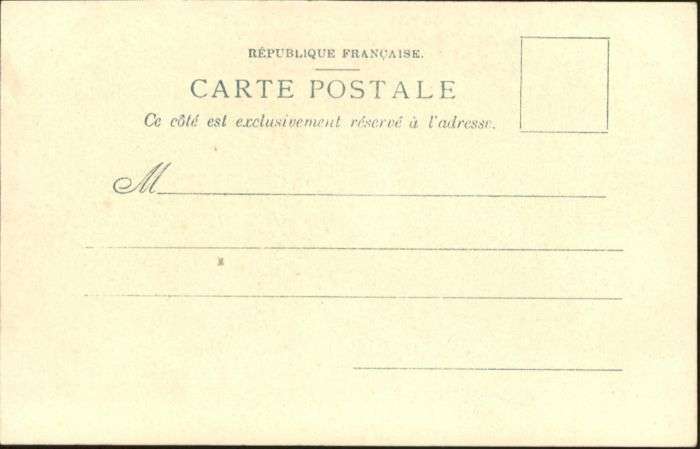 RÉPUBLIQUE FRANÇAISE.
CARTE POSTALE
Ce côté est exclusivement réservé à l'adresse.
M